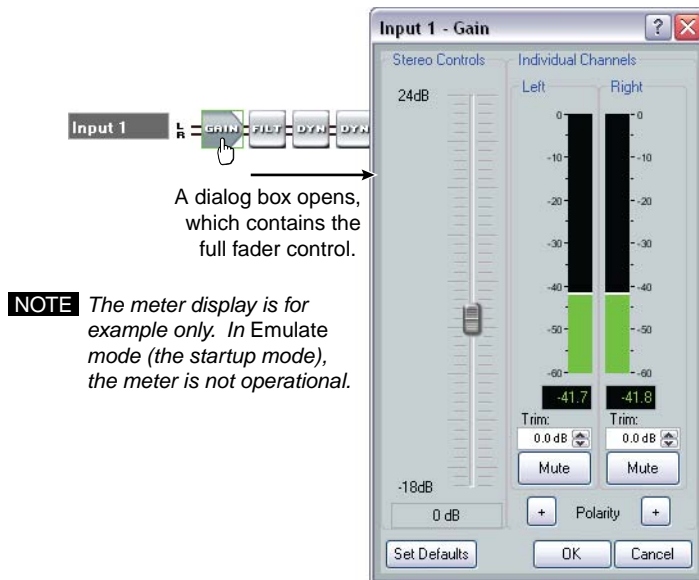 Input 1 - Gain
?
X
Stereo Controls
Individual Channels
24dB
Left
Right
0
0
-10
-10
-20
-20
-30
-30
-40
-40
-50
-50
-60
-60
-41.7
-41.8
Trim:
Trim:
0.0 dB
0.0 dB
Mute
Mute
-18dB
0 dB
+ Polarity +
Set Defaults
OK
Cancel
Input 1
L
R
GAIN
FILT
DYN
DYN
A dialog box opens,
which contains the
full fader control.
NOTE The meter display is for
example only. In Emulate
mode (the startup mode),
the meter is not operational.